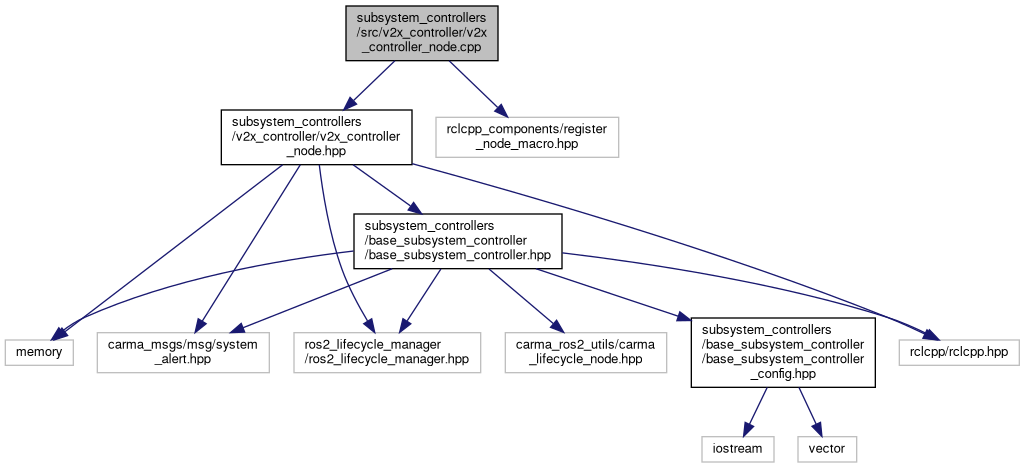 subsystem_controllers
/src/v2x_controller/v2x
_controller_node.cpp
subsystem_controllers
/v2x_controller/v2x_controller
_node.hpp
rclcpp_components/register
_node_macro.hpp
subsystem_controllers
/base_subsystem_controller
/base_subsystem_controller.hpp
memory
carma_msgs/msg/system
_alert.hpp
ros2_lifecycle_manager
/ros2_lifecycle_manager.hpp
carma_ros2_utils/carma
_lifecycle_node.hpp
subsystem_controllers
/base_subsystem_controller
/base_subsystem_controller
_config.hpp
rclcpp/rclcpp.hpp
iostream
vector